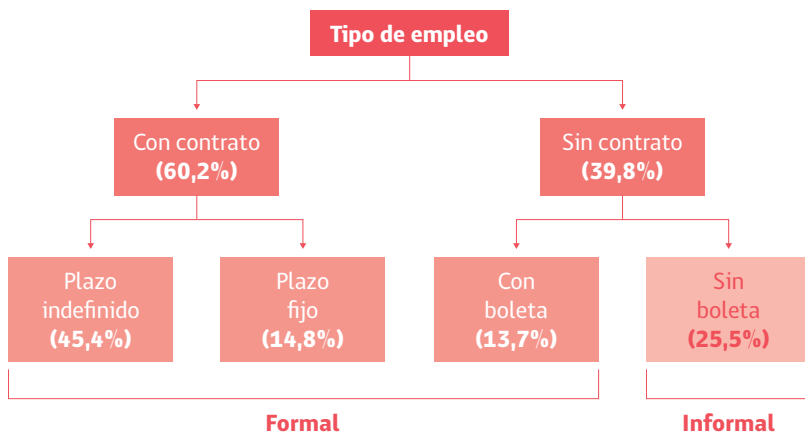 Tipo de empleo
Con contrato
(60,2%)
Sin contrato
(39,8%)
Plazo
indefinido
(45,4%)
Plazo
fijo
(14,8%)
Con
boleta
(13,7%)
Sin
boleta
(25,5%)
Formal
Informal